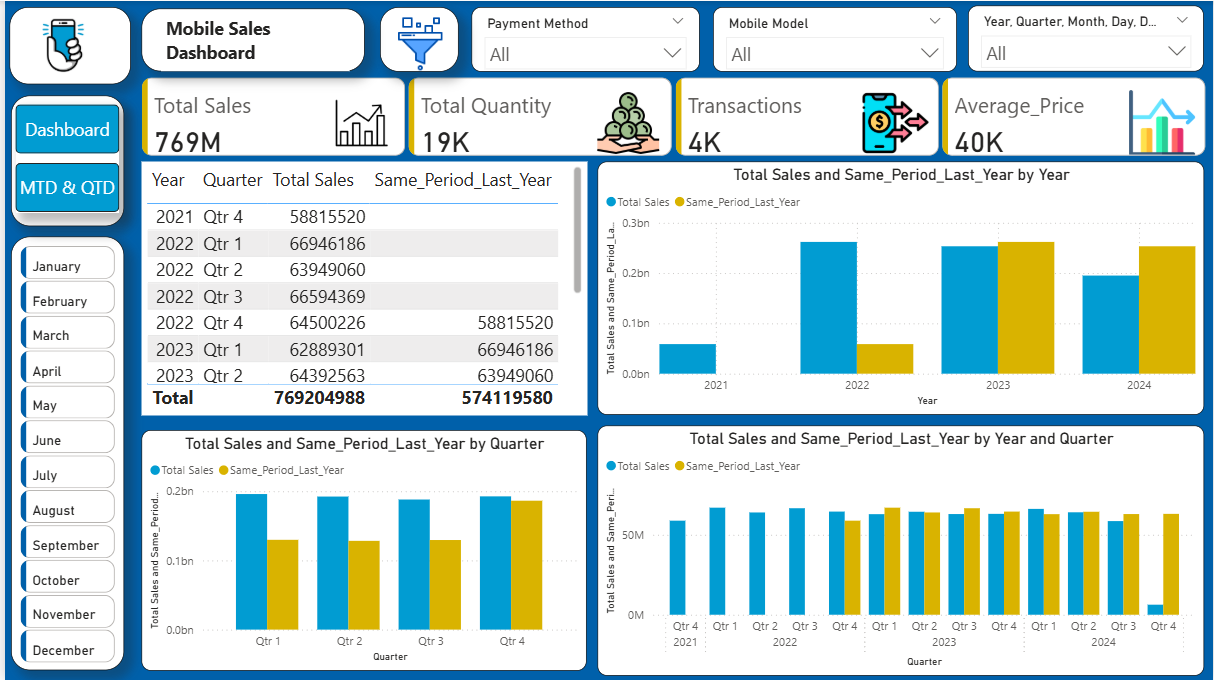 Mobile Sales
Dashboard
Payment Method
All
Mobile Model
All
Year, Quarter, Month, Day, D...
All
Dashboard
MTD & QTD
January
February
March
April
May
June
July
August
September
October
November
December
Total Sales
769M
Total Quantity
19K
Transactions
4K
$
Average_Price
40K
Year Quarter Total Sales Same_Period_Last_Year
2021 Qtr 4 58815520
2022 Qtr 1 66946186
2022 Qtr 2 63949060
2022 Qtr 3 66594369
2022 Qtr 4 64500226 58815520
2023 Qtr 1 62889301 66946186
2023 Qtr 2 64392563 63949060
Total 769204988 574119580
Total Sales and Same_Period_Last_Year by Year
Total Sales Same_Period_Last_Year
Total Sales and Same_Period_La...
0.3bn
0.2bn
0.1bn
0.0bn
2021 2022 2023 2024
Year
Total Sales and Same_Period_Last_Year by Quarter
Total Sales Same_Period_Last_Year
Total Sales and Same_Period...
0.2bn
0.1bn
0.0bn
Qtr 1 Qtr 2 Qtr 3 Qtr 4
Quarter
Total Sales and Same_Period_Last_Year by Year and Quarter
Total Sales Same_Period_Last_Year
Total Sales and Same_Peri...
50M
0M
Qtr 4 Qtr 1 Qtr 2 Qtr 3 Qtr 4 Qtr 1 Qtr 2 Qtr 3 Qtr 4 Qtr 1 Qtr 2 Qtr 3 Qtr 4
2021 2022 2023 2024
Quarter